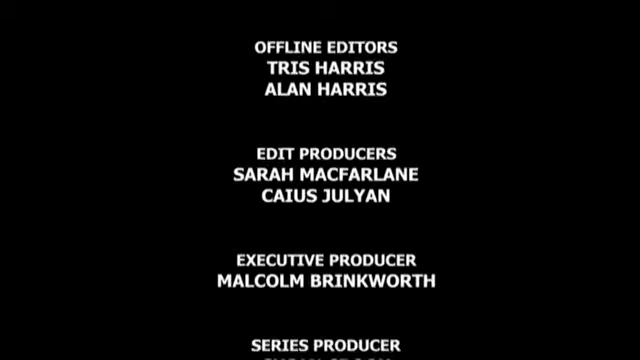 OFFLINE EDITORS
TRIS HARRIS
ALAN HARRIS
EDIT PRODUCERS
SARAH MACFARLANE
CAIUS JULYAN
EXECUTIVE PRODUCER
MALCOLM BRINKWORTH
SERIES PRODUCER